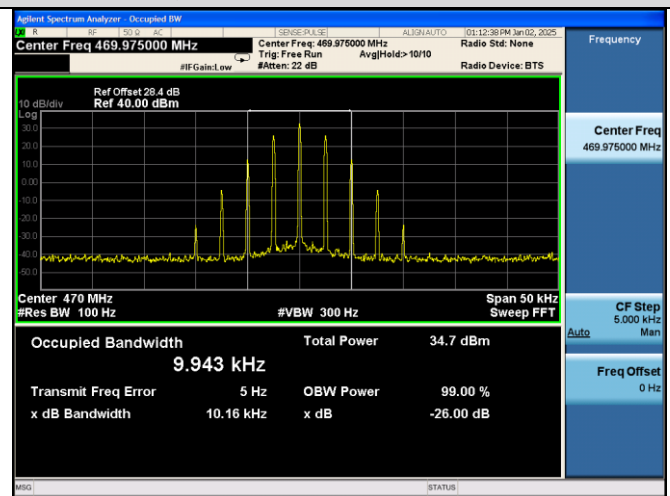 Agilent Spectrum Analyzer - Occupied BW
R RF 50 Ω AC SENSE:PULSE ALIGN AUTO 01:12:38 PM Jan 02, 2025
Center Freq 469.975000 MHz Center Freq: 469.975000 MHz Radio Std: None Frequency
Trig: Free Run Avg|Hold:>10/10
#IFGain:Low #Atten: 22 dB Radio Device: BTS
Ref Offset 28.4 dB
10 dB/div Ref 40.00 dBm
Log
30.0
20.0
10.0
0.00
-10.0
-20.0
-30.0
-40.0
-50.0
Center Freq
469.975000 MHz
Center 470 MHz Span 50 kHz
#Res BW 100 Hz #VBW 300 Hz Sweep FFT
CF Step
5.000 kHz
Auto Man
Occupied Bandwidth Total Power 34.7 dBm
9.943 kHz
Transmit Freq Error 5 Hz OBW Power 99.00 %
x dB Bandwidth 10.16 kHz x dB -26.00 dB
Freq Offset
0 Hz
MSG STATUS